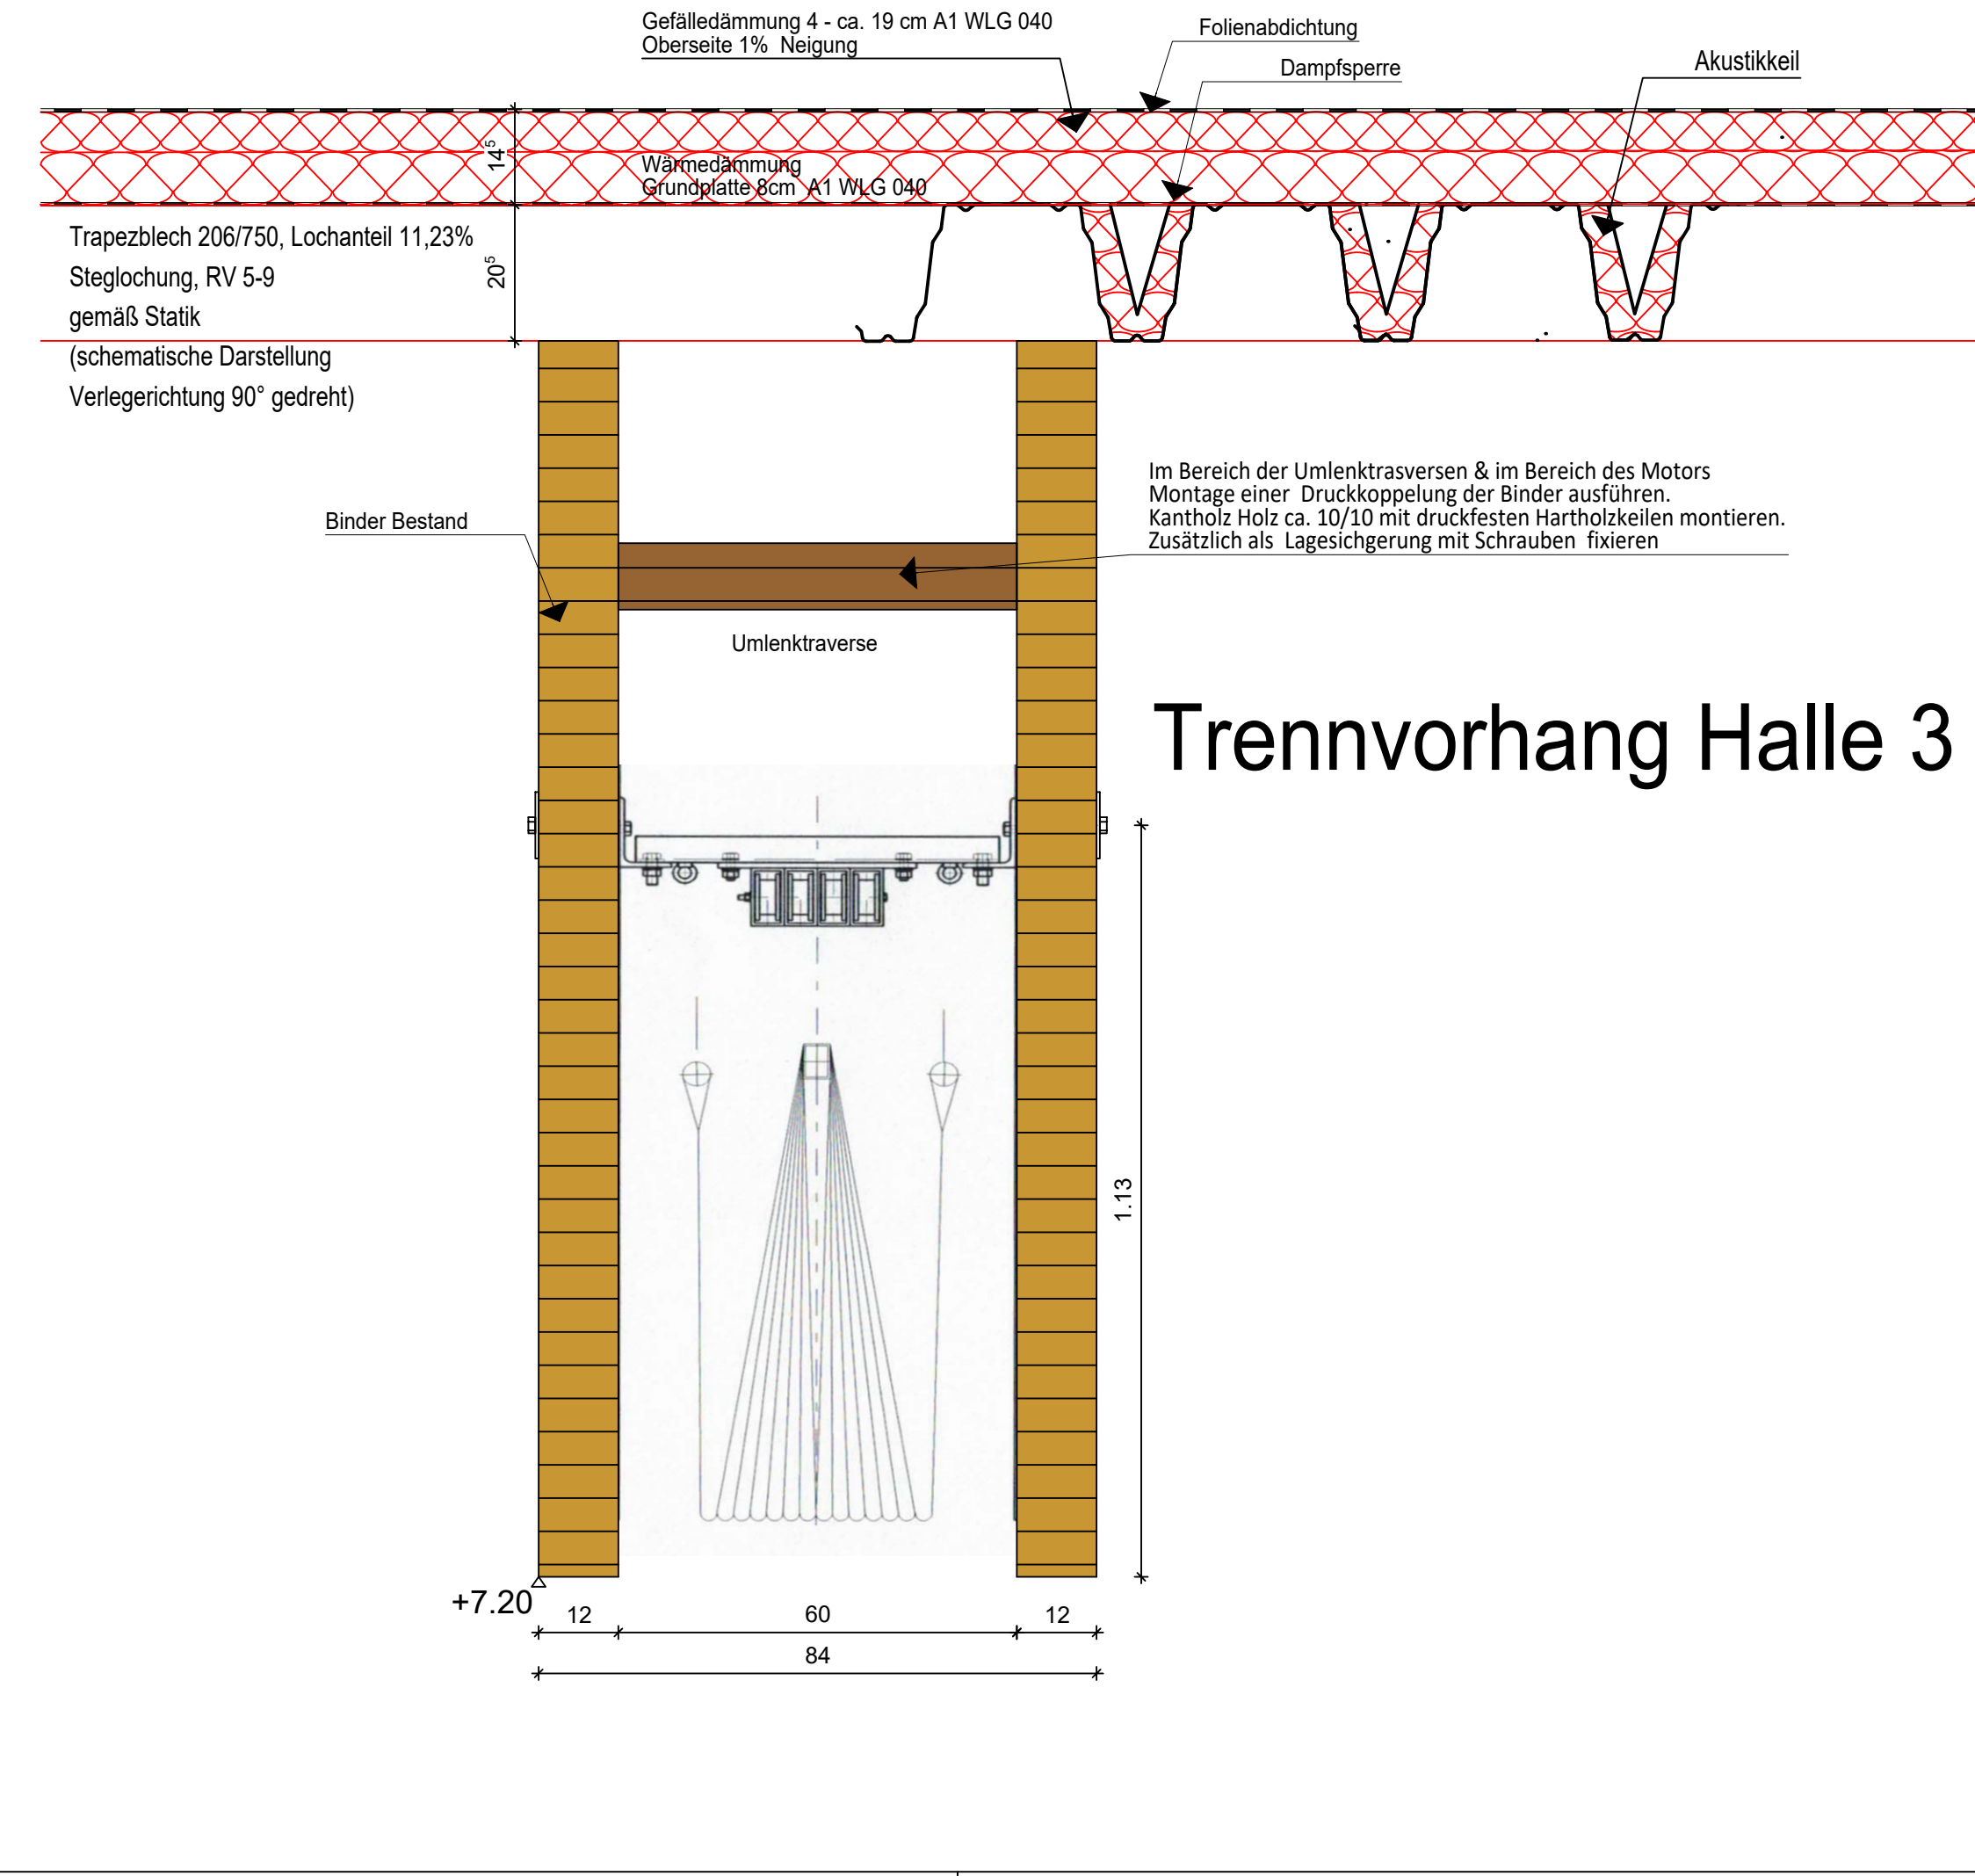 Gefälledämmung 4 - ca. 19 cm A1 WLG 040
Oberseite 1%  Neigung
Folienabdichtung
Dampfsperre
Akustikkeil
14⁵
Wärmedämmung
Grundplatte 8cm  A1 WLG 040
Trapezblech 206/750, Lochanteil 11,23%
Steglochung, RV 5-9
gemäß Statik
(schematische Darstellung
Verlegerichtung 90° gedreht)
20⁵
Im Bereich der Umlenktrasversen & im Bereich des Motors
Montage einer  Druckkoppelung der Binder ausführen.
Kantholz Holz ca. 10/10 mit druckfesten Hartholzkeilen montieren.
Zusätzlich als  Lagesichgerung mit Schrauben  fixieren
Binder Bestand
Umlenktraverse
Trennvorhang Halle 3
1.13
+7.20
12
60
12
84